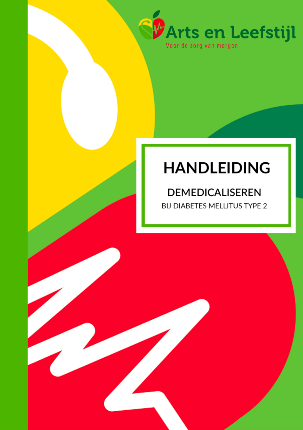 Arts en Leefstijl
Voor de zorg van morgen
HANDLEIDING
DEMEDICALISEREN
BIJ DIABETES MELLITUS TYPE 2